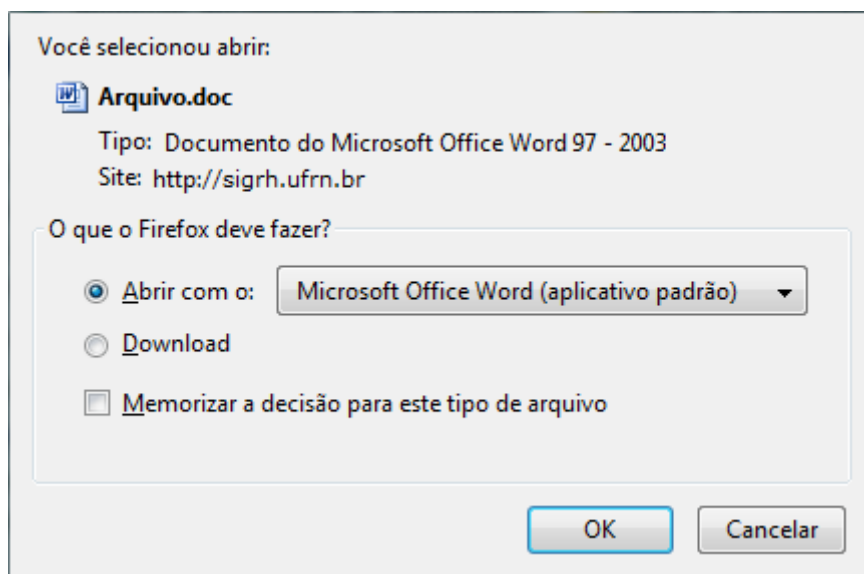 Você selecionou abrir:
Arquivo.doc
Tipo: Documento do Microsoft Office Word 97 - 2003
Site: http://sigrh.ufrn.br
O que o Firefox deve fazer?
Abrir com o: Microsoft Office Word (aplicativo padrão)
Download
Memorizar a decisão para este tipo de arquivo
OK Cancelar